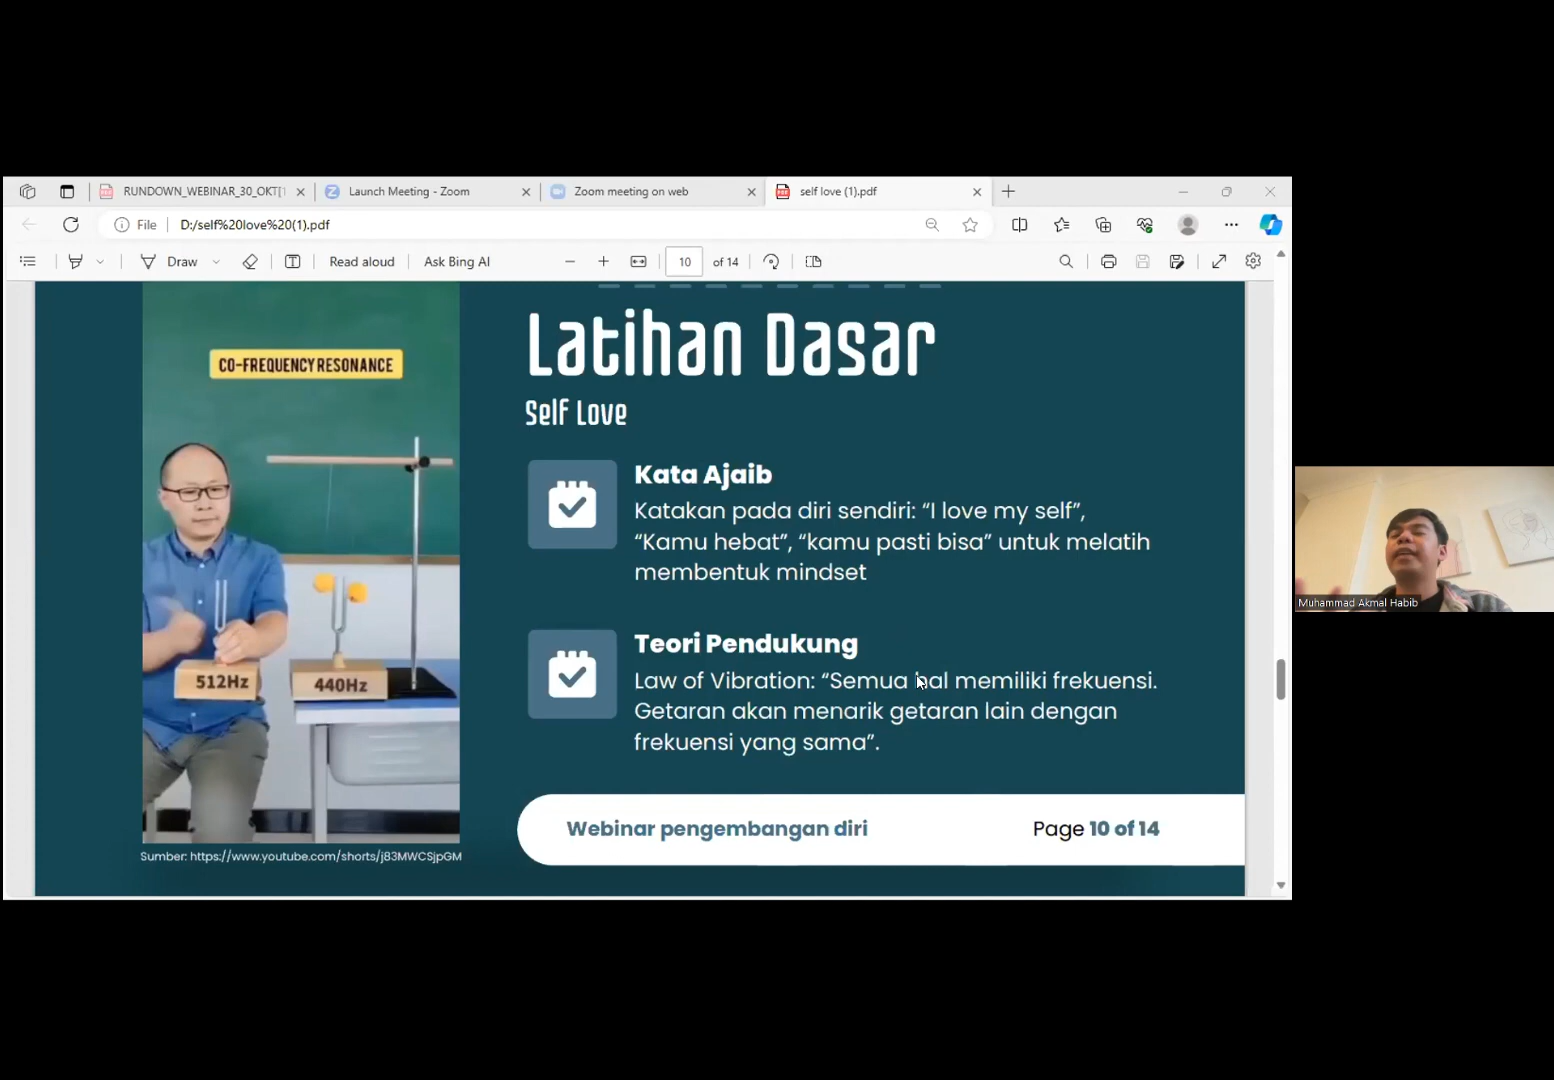 RUNDOWN_WEBINAR_30_OKT[1
Launch Meeting - Zoom
Zoom meeting on web
self love (1).pdf
File
D:/self%20love%20(1).pdf
Draw
Read aloud
Ask Bing AI
10
of 14
CO-FREQUENCY RESONANCE
512Hz
440Hz
Sumber: https://www.youtube.com/shorts/j83MWCSjpGM
Latihan Dasar
Self Love
Kata Ajaib
Katakan pada diri sendiri: “I love my self”,
“Kamu hebat”, “kamu pasti bisa” untuk melatih
membentuk mindset
Teori Pendukung
Law of Vibration: “Semua hal memiliki frekuensi.
Getaran akan menarik getaran lain dengan
frekuensi yang sama”.
Webinar pengembangan diri
Page 10 of 14
Muhammad Akmal Habib